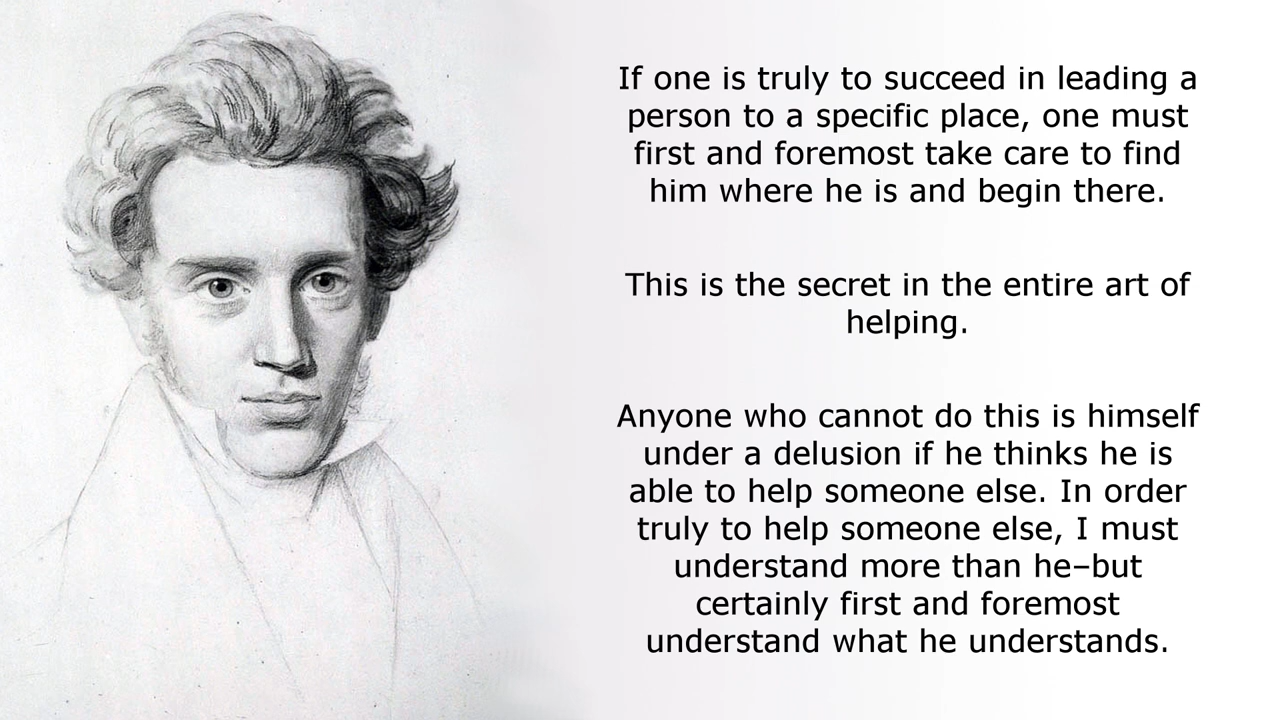 If one is truly to succeed in leading a
person to a specific place, one must
first and foremost take care to find
him where he is and begin there.
This is the secret in the entire art of
helping.
Anyone who cannot do this is himself
under a delusion if he thinks he is
able to help someone else. In order
truly to help someone else, I must
understand more than he–but
certainly first and foremost
understand what he understands.